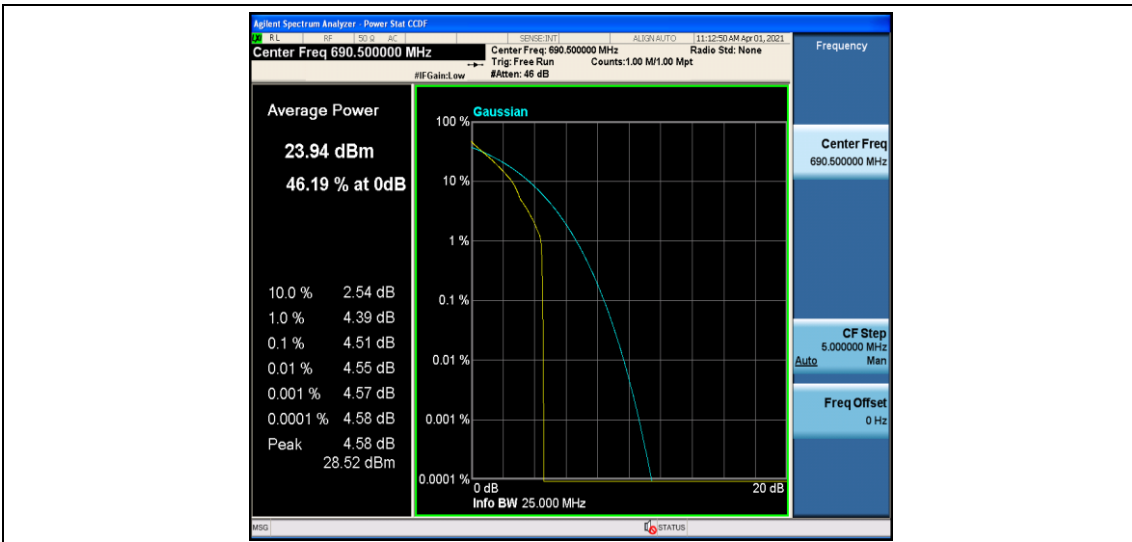 Agilent Spectrum Analyzer - Power Stat CCDF
RL RF 50 Ω AC SENSE:INT ALIGN AUTO 11:12:50 AM Apr 01, 2021
Center Freq 690.500000 MHz
Center Freq: 690.500000 MHz Radio Std: None
Trig: Free Run Counts:1.00 M/1.00 Mpt
#IFGain:Low #Atten: 46 dB
Frequency
Average Power
23.94 dBm
46.19 % at 0dB
10.0 % 2.54 dB
1.0 % 4.39 dB
0.1 % 4.51 dB
0.01 % 4.55 dB
0.001 % 4.57 dB
0.0001 % 4.58 dB
Peak 4.58 dB
28.52 dBm
Gaussian
100 %
10 %
1 %
0.1 %
0.01 %
0.001 %
0.0001 %
0 dB 20 dB
Info BW 25.000 MHz
Center Freq
690.500000 MHz
CF Step
5.000000 MHz
Auto Man
Freq Offset
0 Hz
MSG STATUS